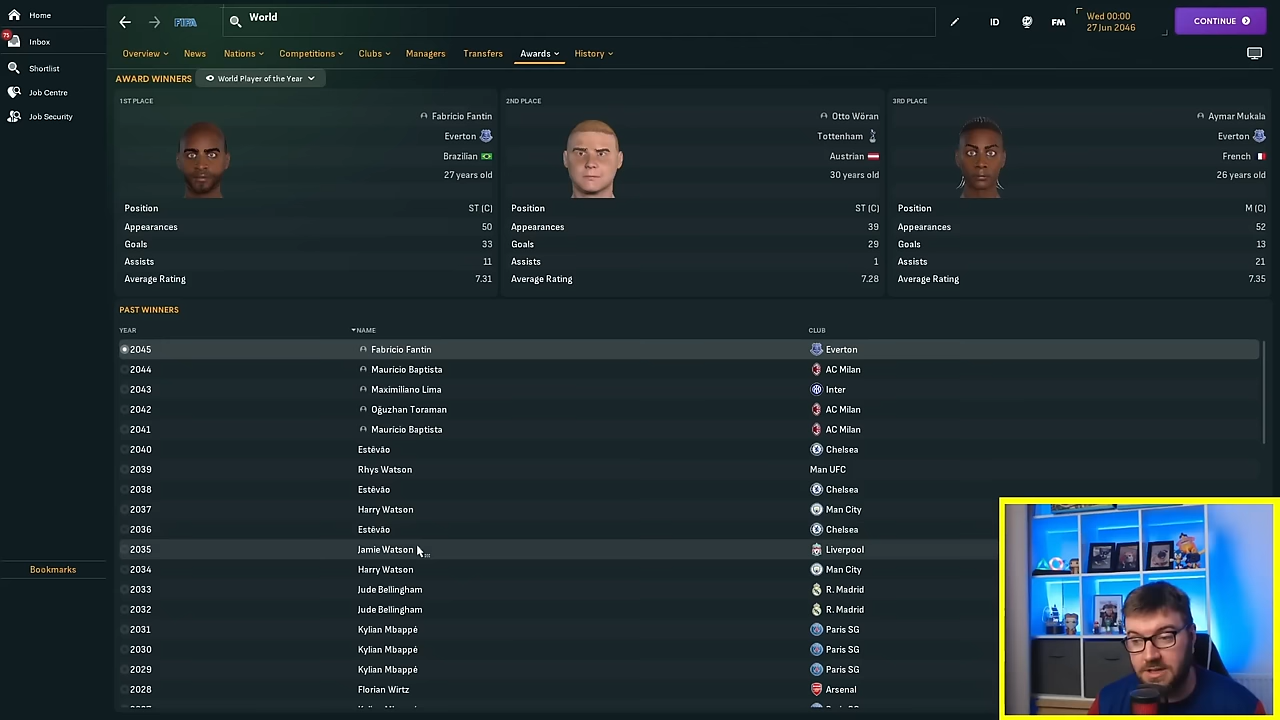 Home
75
Inbox
Shortlist
Job Centre
Job Security
Bookmarks
FIFA
World
ID
FM
Wed 00:00
27 Jun 2046
CONTINUE
Overview
News
Nations
Competitions
Clubs
Managers
Transfers
Awards
History
AWARD WINNERS
World Player of the Year
1ST PLACE
Fabrício Fantin
Everton
Brazilian
27 years old
Position ST (C)
Appearances 50
Goals 33
Assists 11
Average Rating 7.31
2ND PLACE
Otto Wöran
Tottenham
Austrian
30 years old
Position ST (C)
Appearances 39
Goals 29
Assists 1
Average Rating 7.28
3RD PLACE
Aymar Mukala
Everton
French
26 years old
Position M (C)
Appearances 52
Goals 13
Assists 21
Average Rating 7.35
PAST WINNERS
YEAR NAME CLUB
2045 Fabrício Fantin Everton
2044 Maurício Baptista AC Milan
2043 Maximiliano Lima Inter
2042 Oğuzhan Toraman AC Milan
2041 Maurício Baptista AC Milan
2040 Estêvão Chelsea
2039 Rhys Watson Man UFC
2038 Estêvão Chelsea
2037 Harry Watson Man City
2036 Estêvão Chelsea
2035 Jamie Watson Liverpool
2034 Harry Watson Man City
2033 Jude Bellingham R. Madrid
2032 Jude Bellingham R. Madrid
2031 Kylian Mbappé Paris SG
2030 Kylian Mbappé Paris SG
2029 Kylian Mbappé Paris SG
2028 Florian Wirtz Arsenal